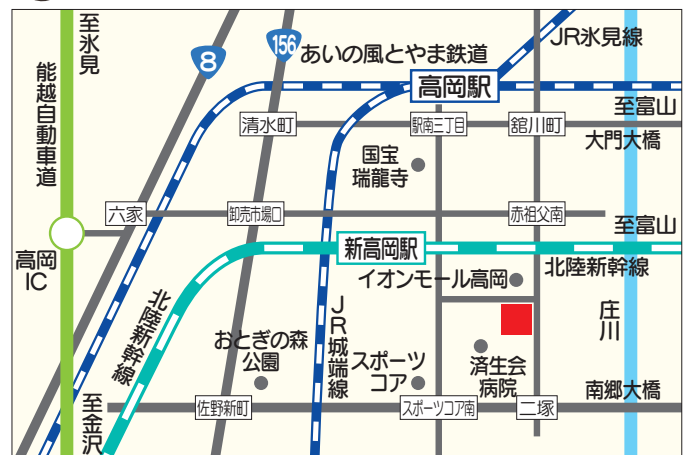 至氷見
能越自動車道
8
156
あいの風とやま鉄道
JR氷見線
高岡駅
至富山
清水町
駅南三丁目
舘川町
大門大橋
国宝
瑞龍寺
六家
卸売市場口
赤祖父南
至富山
高岡
IC
新高岡駅
北陸新幹線
イオンモール高岡
北陸新幹線
JR城端線
庄川
おとぎの森
公園
スポーツ
コア
済生会
病院
南郷大橋
至金沢
佐野新町
スポーツコア南
二塚